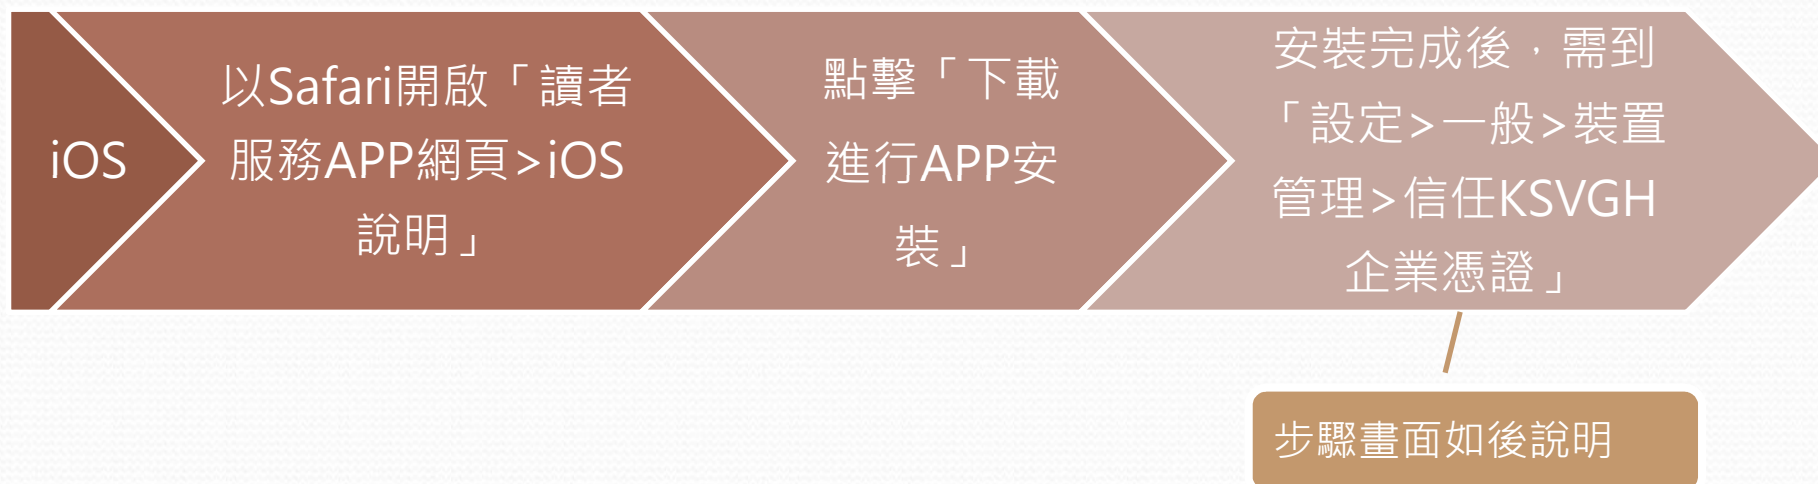 iOS
以Safari開啟「讀者
服務APP網頁>iOS
說明」
點擊「下載
進行APP安
裝」
安裝完成後，需到
「設定>一般>裝置
管理>信任KSVGH
企業憑證」
步驟畫面如後說明